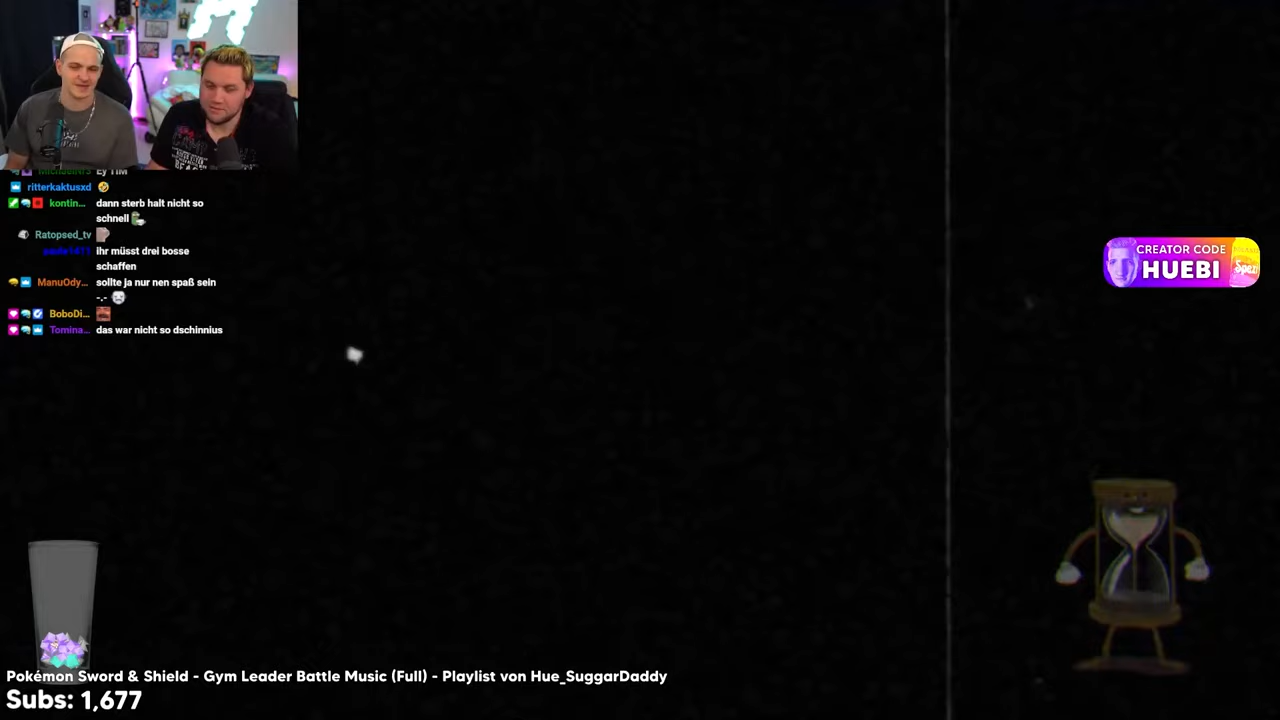 Ey TIM
ritterkaktusxd
kontin... dann sterb halt nicht so
schnell
Ratopsed_tv
ihr müsst drei bosse
schaffen
ManuOdy... sollte ja nur nen spaß sein
-.-
BoboDi...
Tomina... das war nicht so dschinnius
CREATOR CODE
HUEBI
Spezi
Pokémon Sword & Shield - Gym Leader Battle Music (Full) - Playlist von Hue_SuggarDaddy
Subs: 1,677